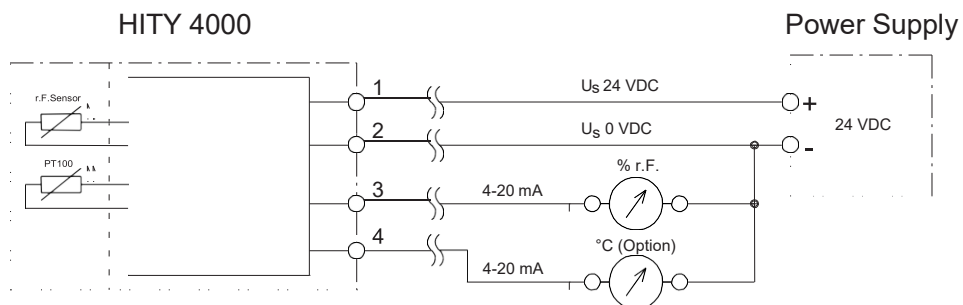 HITY 4000
Power Supply
r.F.Sensor
PT100
1
2
3
4
Us 24 VDC
Us 0 VDC
% r.F.
4-20 mA
°C (Option)
4-20 mA
+
-
24 VDC